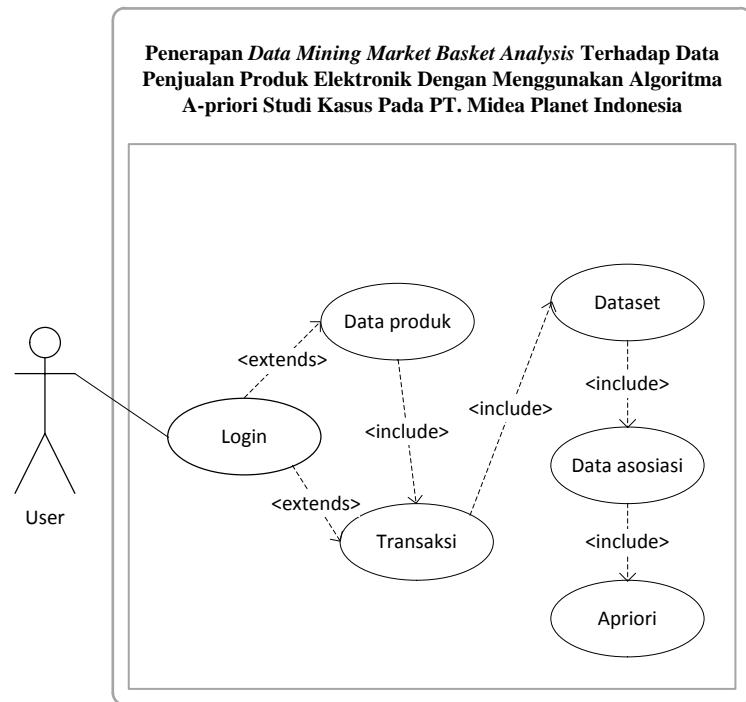 Penerapan Data Mining Market Basket Analysis Terhadap Data
Penjualan Produk Elektronik Dengan Menggunakan Algoritma
A-priori Studi Kasus Pada PT. Midea Planet Indonesia
Data produk
Dataset
<extends>
<include>
<include>
Login
Data asosiasi
<extends>
User
Transaksi
<include>
Apriori